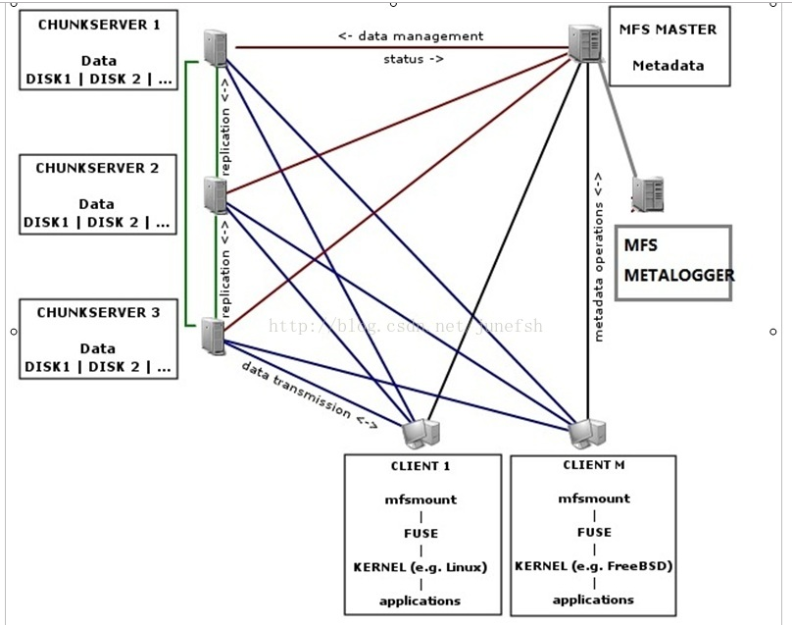 CHUNKSERVER 1
Data
DISK1 | DISK 2 | ...
<- data management
status ->
MFS MASTER
Metadata
replication <->
CHUNKSERVER 2
Data
DISK1 | DISK 2 | ...
MFS
METALOGGER
replication <->
metadata operations <->
CHUNKSERVER 3
Data
DISK1 | DISK 2 | ...
http://blog.csdn.net/junefsh
data transmission <->
CLIENT 1
mfsmount
|
FUSE
|
KERNEL (e.g. Linux)
|
applications
CLIENT M
mfsmount
|
FUSE
|
KERNEL (e.g. FreeBSD)
|
applications